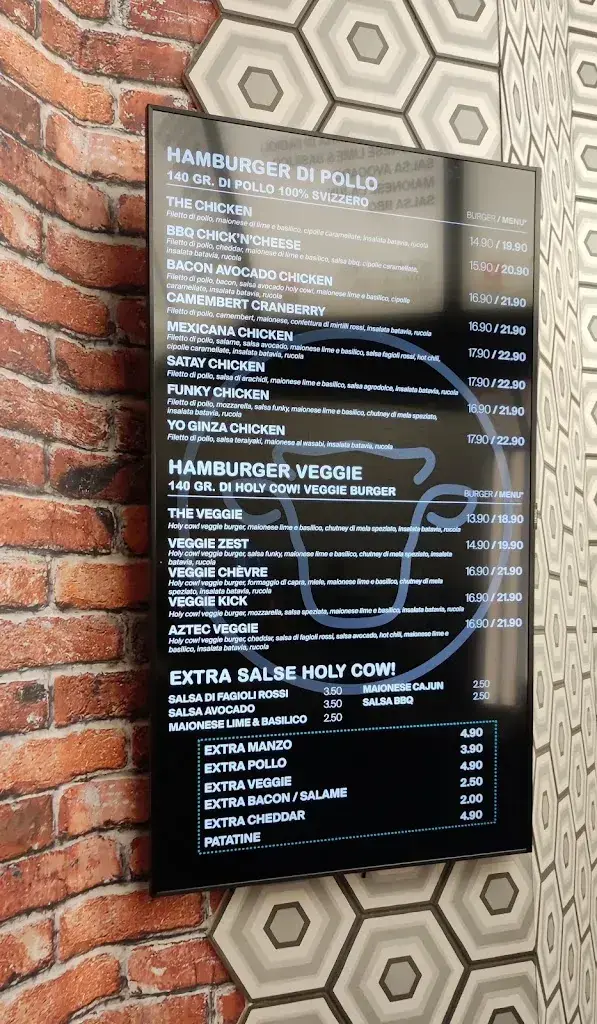 HAMBURGER DI POLLO
140 GR. DI POLLO 100% SVIZZERO
BURGER / MENU*
THE CHICKEN 14.90 / 19.90
Filetto di pollo, maionese di lime e basilico, cipolle caramellate, insalata batavia, rucola
BBQ CHICK'N'CHEESE 15.90 / 20.90
Filetto di pollo, cheddar, maionese di lime e basilico, salsa bbq, cipolle caramellate,
insalata batavia, rucola
BACON AVOCADO CHICKEN 16.90 / 21.90
Filetto di pollo, bacon, salsa avocado holy cow!, maionese lime e basilico, cipolle
caramellate, insalata batavia, rucola
CAMEMBERT CRANBERRY 16.90 / 21.90
Filetto di pollo, camembert, maionese, confettura di mirtilli rossi, insalata batavia, rucola
MEXICANA CHICKEN 17.90 / 22.90
Filetto di pollo, salame, salsa avocado, maionese lime e basilico, salsa fagioli rossi, hot chili,
cipolle caramellate, insalata batavia, rucola
SATAY CHICKEN 17.90 / 22.90
Filetto di pollo, salsa di arachidi, maionese lime e basilico, salsa agrodolce, insalata batavia, rucola
FUNKY CHICKEN 16.90 / 21.90
Filetto di pollo, mozzarella, salsa funky, maionese lime e basilico, chutney di mela speziato,
insalata batavia, rucola
YO GINZA CHICKEN 17.90 / 22.90
Filetto di pollo, salsa teraiyaki, maionese al wasabi, insalata batavia, rucola
HAMBURGER VEGGIE
140 GR. DI HOLY COW! VEGGIE BURGER
BURGER / MENU*
THE VEGGIE 13.90 / 18.90
Holy cow! veggie burger, maionese lime e basilico, chutney di mela speziato, insalata batavia, rucola
VEGGIE ZEST 14.90 / 19.90
Holy cow! veggie burger, salsa funky, maionese lime e basilico, chutney di mela speziato, insalata
batavia, rucola
VEGGIE CHÈVRE 16.90 / 21.90
Holy cow! veggie burger, formaggio di capra, miele, maionese lime e basilico, chutney di mela
speziato, insalata batavia, rucola
VEGGIE KICK 16.90 / 21.90
Holy cow! veggie burger, mozzarella, salsa speziata, maionese lime e basilico, insalata batavia, rucola
AZTEC VEGGIE 16.90 / 21.90
Holy cow! veggie burger, cheddar, salsa di fagioli rossi, salsa avocado, hot chili, maionese lime e
basilico, insalata batavia, rucola
EXTRA SALSE HOLY COW!
SALSA DI FAGIOLI ROSSI 3.50
SALSA AVOCADO 3.50
MAIONESE LIME & BASILICO 2.50
MAIONESE CAJUN 2.50
SALSA BBQ 2.50
EXTRA MANZO 4.90
EXTRA POLLO 3.90
EXTRA VEGGIE 4.90
EXTRA BACON / SALAME 2.50
EXTRA CHEDDAR 2.00
PATATINE 4.90